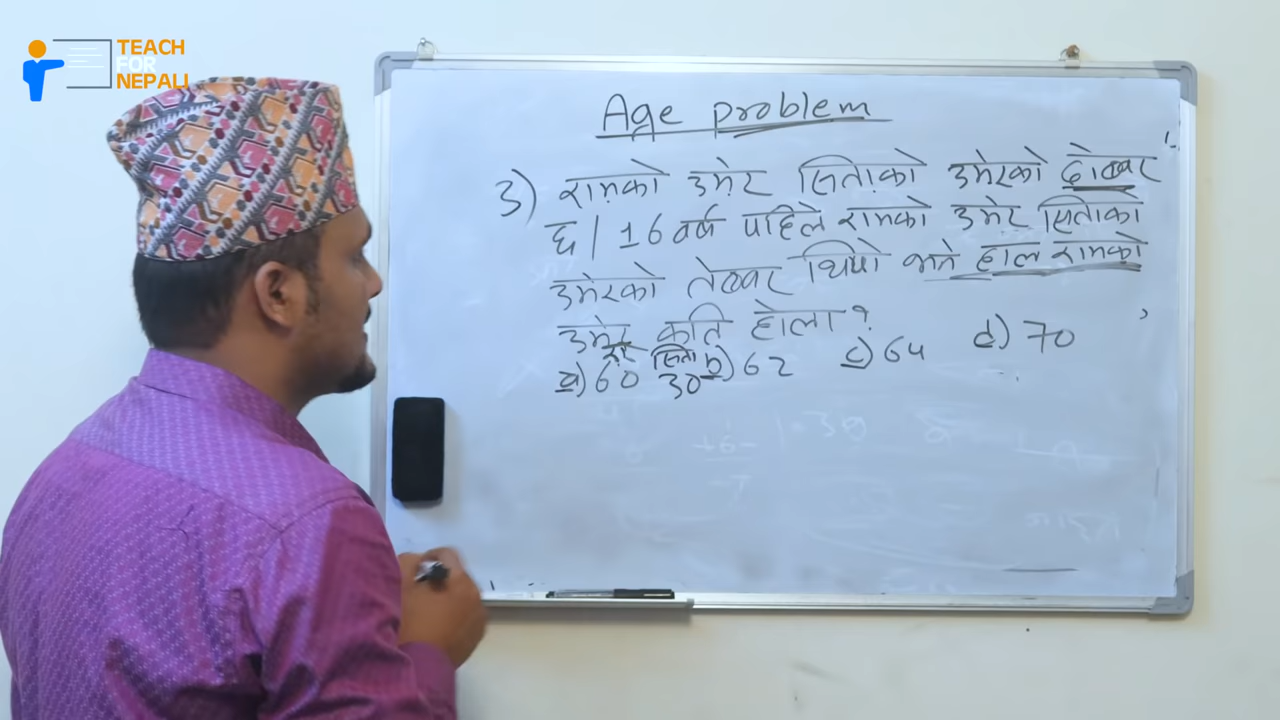 TEACH
FOR
NEPALI
Age problem
3) रामको उमेर सिताको उमेरको दोब्बर
छ। 16 वर्ष पहिले रामको उमेर सिताको
उमेरको तेब्बर थियो भने हाल रामको
उमेर कति होला?
राम सिता
a) 60 30 b) 62 c) 64 d) 70